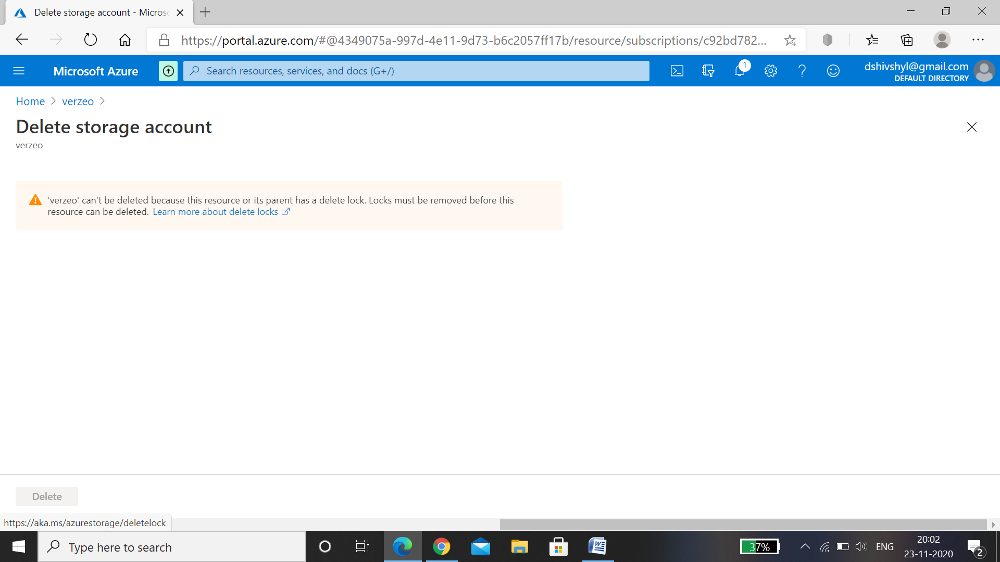 Delete storage account - Micros
https://portal.azure.com/#@4349075a-997d-4e11-9d73-b6c2057ff17b/resource/subscriptions/c92bd782...
Microsoft Azure
Search resources, services, and docs (G+/)
1
dshivshyl@gmail.com
DEFAULT DIRECTORY
Home > verzeo >
Delete storage account
verzeo
'verzeo' can't be deleted because this resource or its parent has a delete lock. Locks must be removed before this
resource can be deleted. Learn more about delete locks
Delete
https://aka.ms/azurestorage/deletelock
Type here to search
37%
ENG
20:02
23-11-2020
2